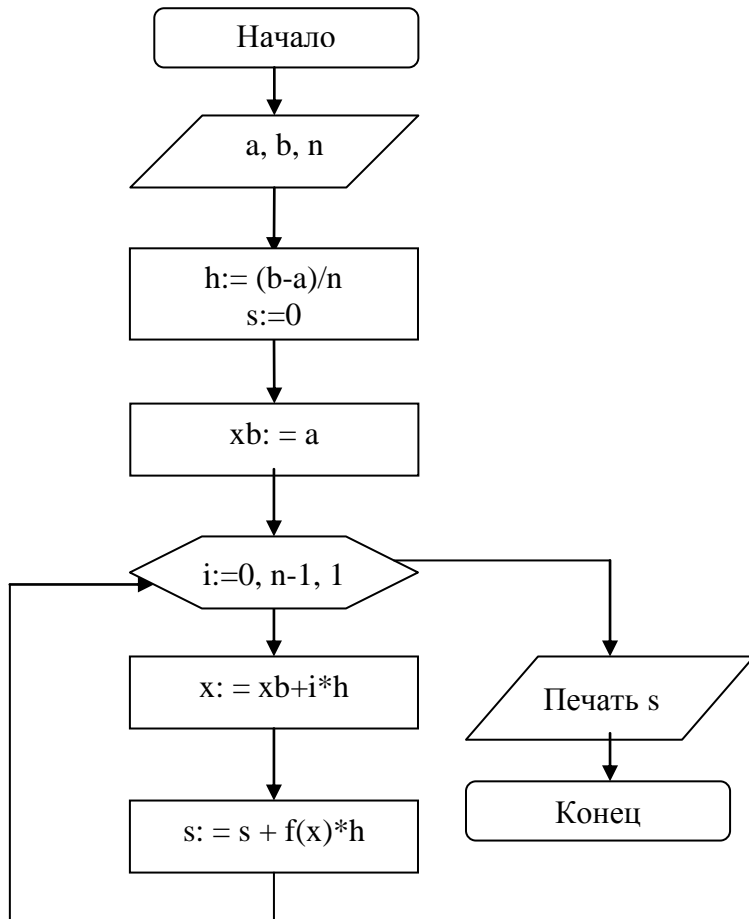 Начало
a, b, n
h:= (b-a)/n
s:=0
xb: = a
i:=0, n-1, 1
x: = xb+i*h
s: = s + f(x)*h
Печать s
Конец